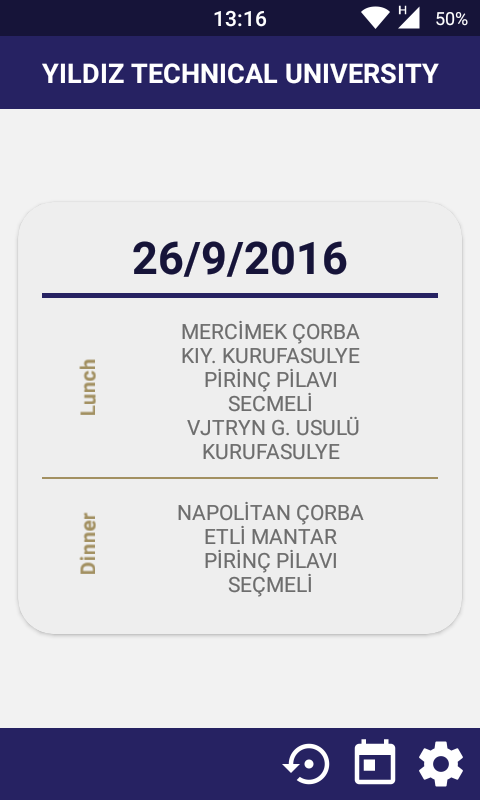 13:16
H
50%
YILDIZ TECHNICAL UNIVERSITY
26/9/2016
Lunch
MERCİMEK ÇORBA
KIY. KURUFASULYE
PİRİNÇ PİLAVI
SECMELİ
VJTRYN G. USULÜ
KURUFASULYE
Dinner
NAPOLİTAN ÇORBA
ETLİ MANTAR
PİRİNÇ PİLAVI
SEÇMELİ